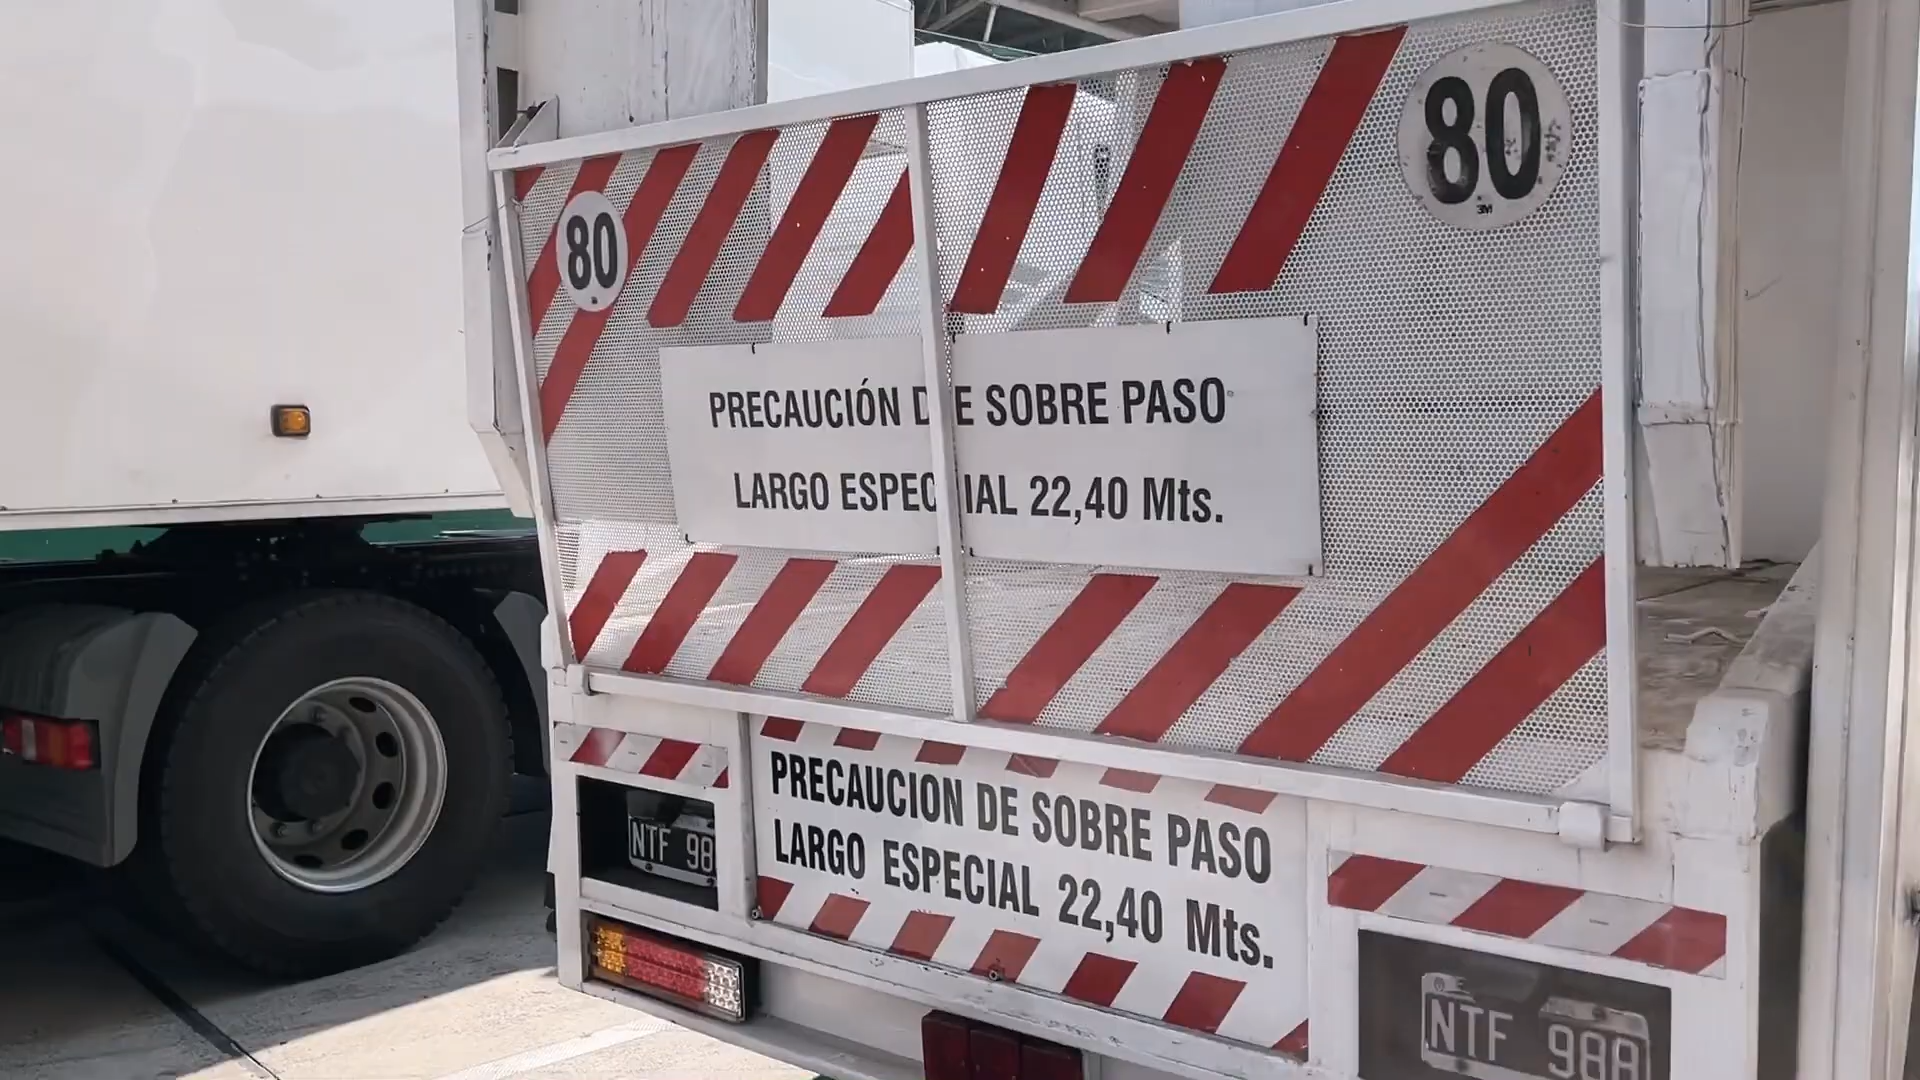 80
80
3M
PRECAUCIÓN DE SOBRE PASO
LARGO ESPECIAL 22,40 Mts.
PRECAUCION DE SOBRE PASO
LARGO ESPECIAL 22,40 Mts.
NTF 98
NTF 988